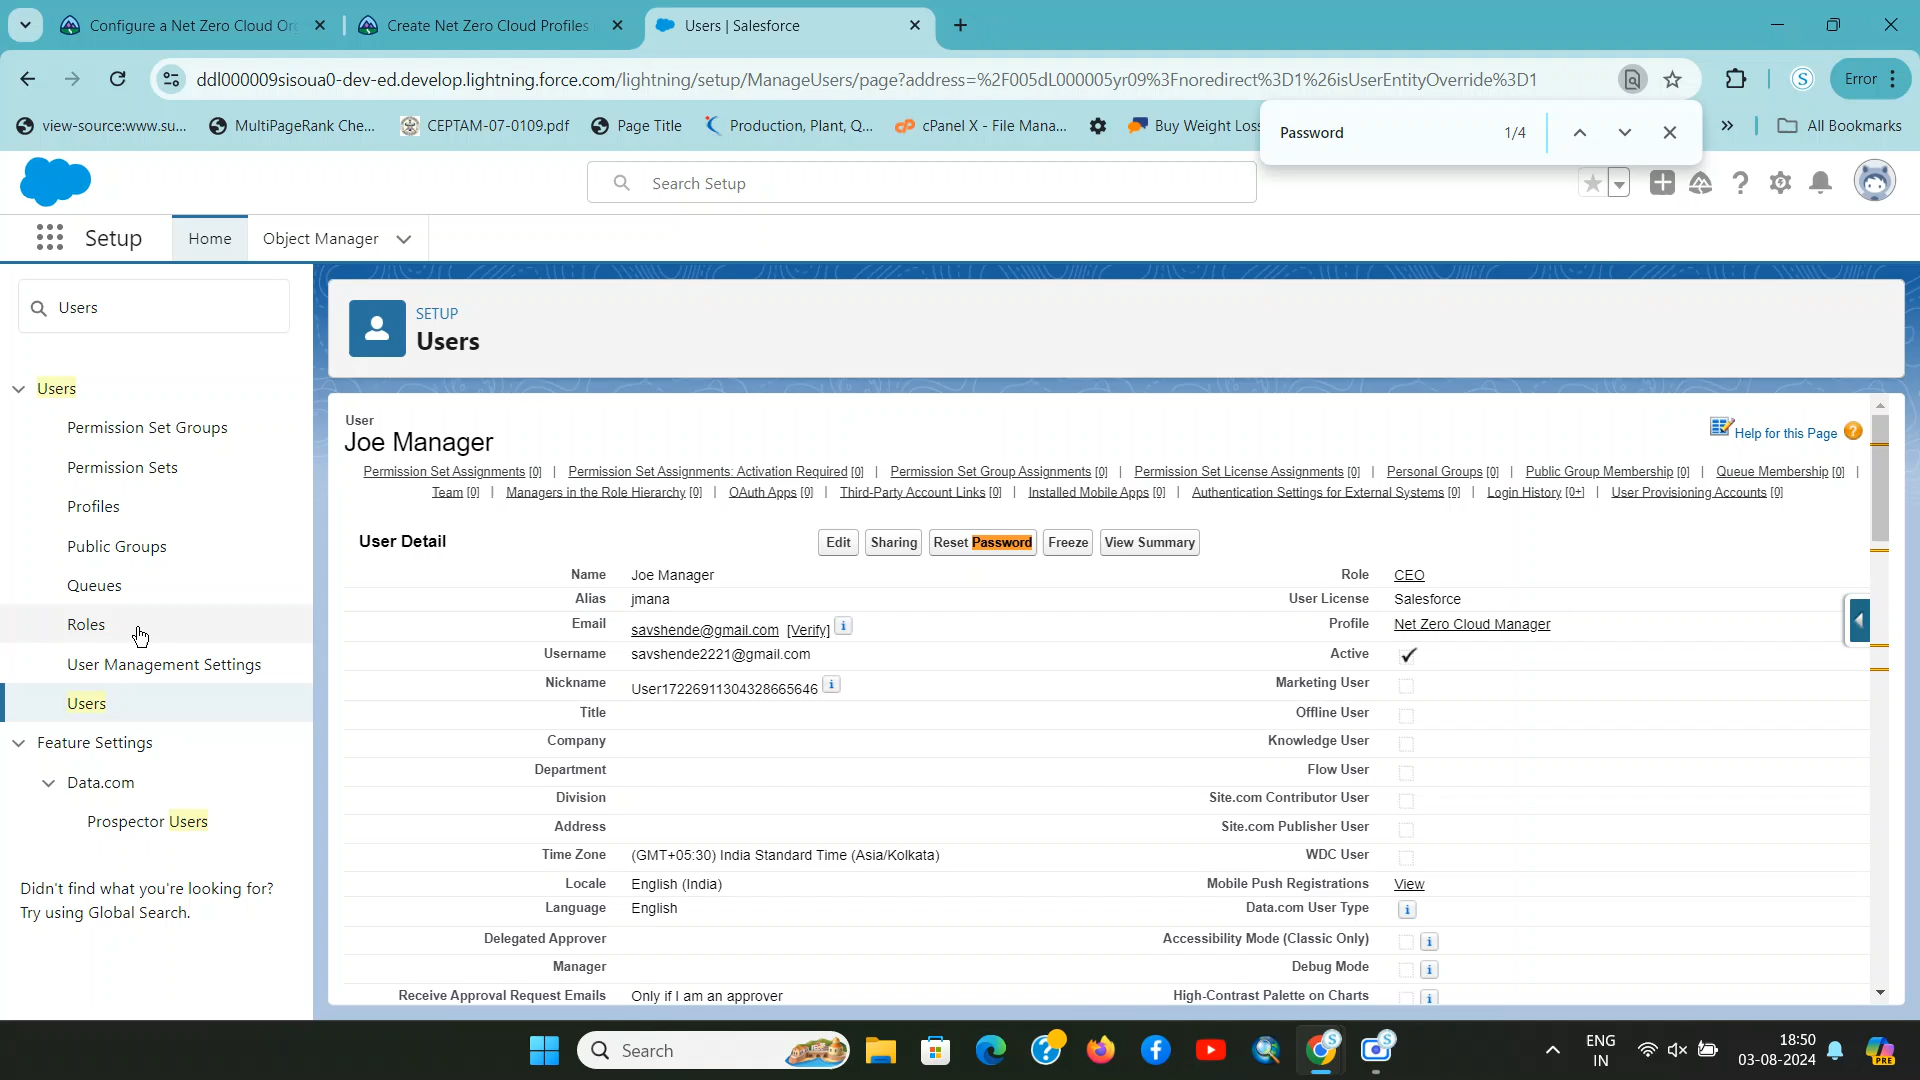 Configure a Net Zero Cloud Or
Create Net Zero Cloud Profiles
Users | Salesforce
ddl000009sisoua0-dev-ed.develop.lightning.force.com/lightning/setup/ManageUsers/page?address=%2F005dL000005yr09%3Fnoredirect%3D1%26isUserEntityOverride%3D1
Error
view-source:www.su...
MultiPageRank Che...
CEPTAM-07-0109.pdf
Page Title
Production, Plant, Q...
cPanel X - File Mana...
Buy Weight Loss
All Bookmarks
Password 1/4
Search Setup
Setup
Home
Object Manager
Users
Users
Permission Set Groups
Permission Sets
Profiles
Public Groups
Queues
Roles
User Management Settings
Users
Feature Settings
Data.com
Prospector Users
Didn't find what you're looking for?
Try using Global Search.
SETUP
Users
User
Joe Manager
Help for this Page
Permission Set Assignments [0] | Permission Set Assignments: Activation Required [0] | Permission Set Group Assignments [0] | Permission Set License Assignments [0] | Personal Groups [0] | Public Group Membership [0] | Queue Membership [0] |
Team [0] | Managers in the Role Hierarchy [0] | OAuth Apps [0] | Third-Party Account Links [0] | Installed Mobile Apps [0] | Authentication Settings for External Systems [0] | Login History [0+] | User Provisioning Accounts [0]
User Detail
Edit Sharing Reset Password Freeze View Summary
Name Joe Manager Role CEO
Alias jmana User License Salesforce
Email savshende@gmail.com [Verify] i Profile Net Zero Cloud Manager
Username savshende2221@gmail.com Active
Nickname User17226911304328665646 i Marketing User
Title Offline User
Company Knowledge User
Department Flow User
Division Site.com Contributor User
Address Site.com Publisher User
Time Zone (GMT+05:30) India Standard Time (Asia/Kolkata) WDC User
Locale English (India) Mobile Push Registrations View
Language English Data.com User Type i
Delegated Approver Accessibility Mode (Classic Only) i
Manager Debug Mode i
Receive Approval Request Emails Only if I am an approver High-Contrast Palette on Charts i
Search
ENG
IN
18:50
03-08-2024
PRE